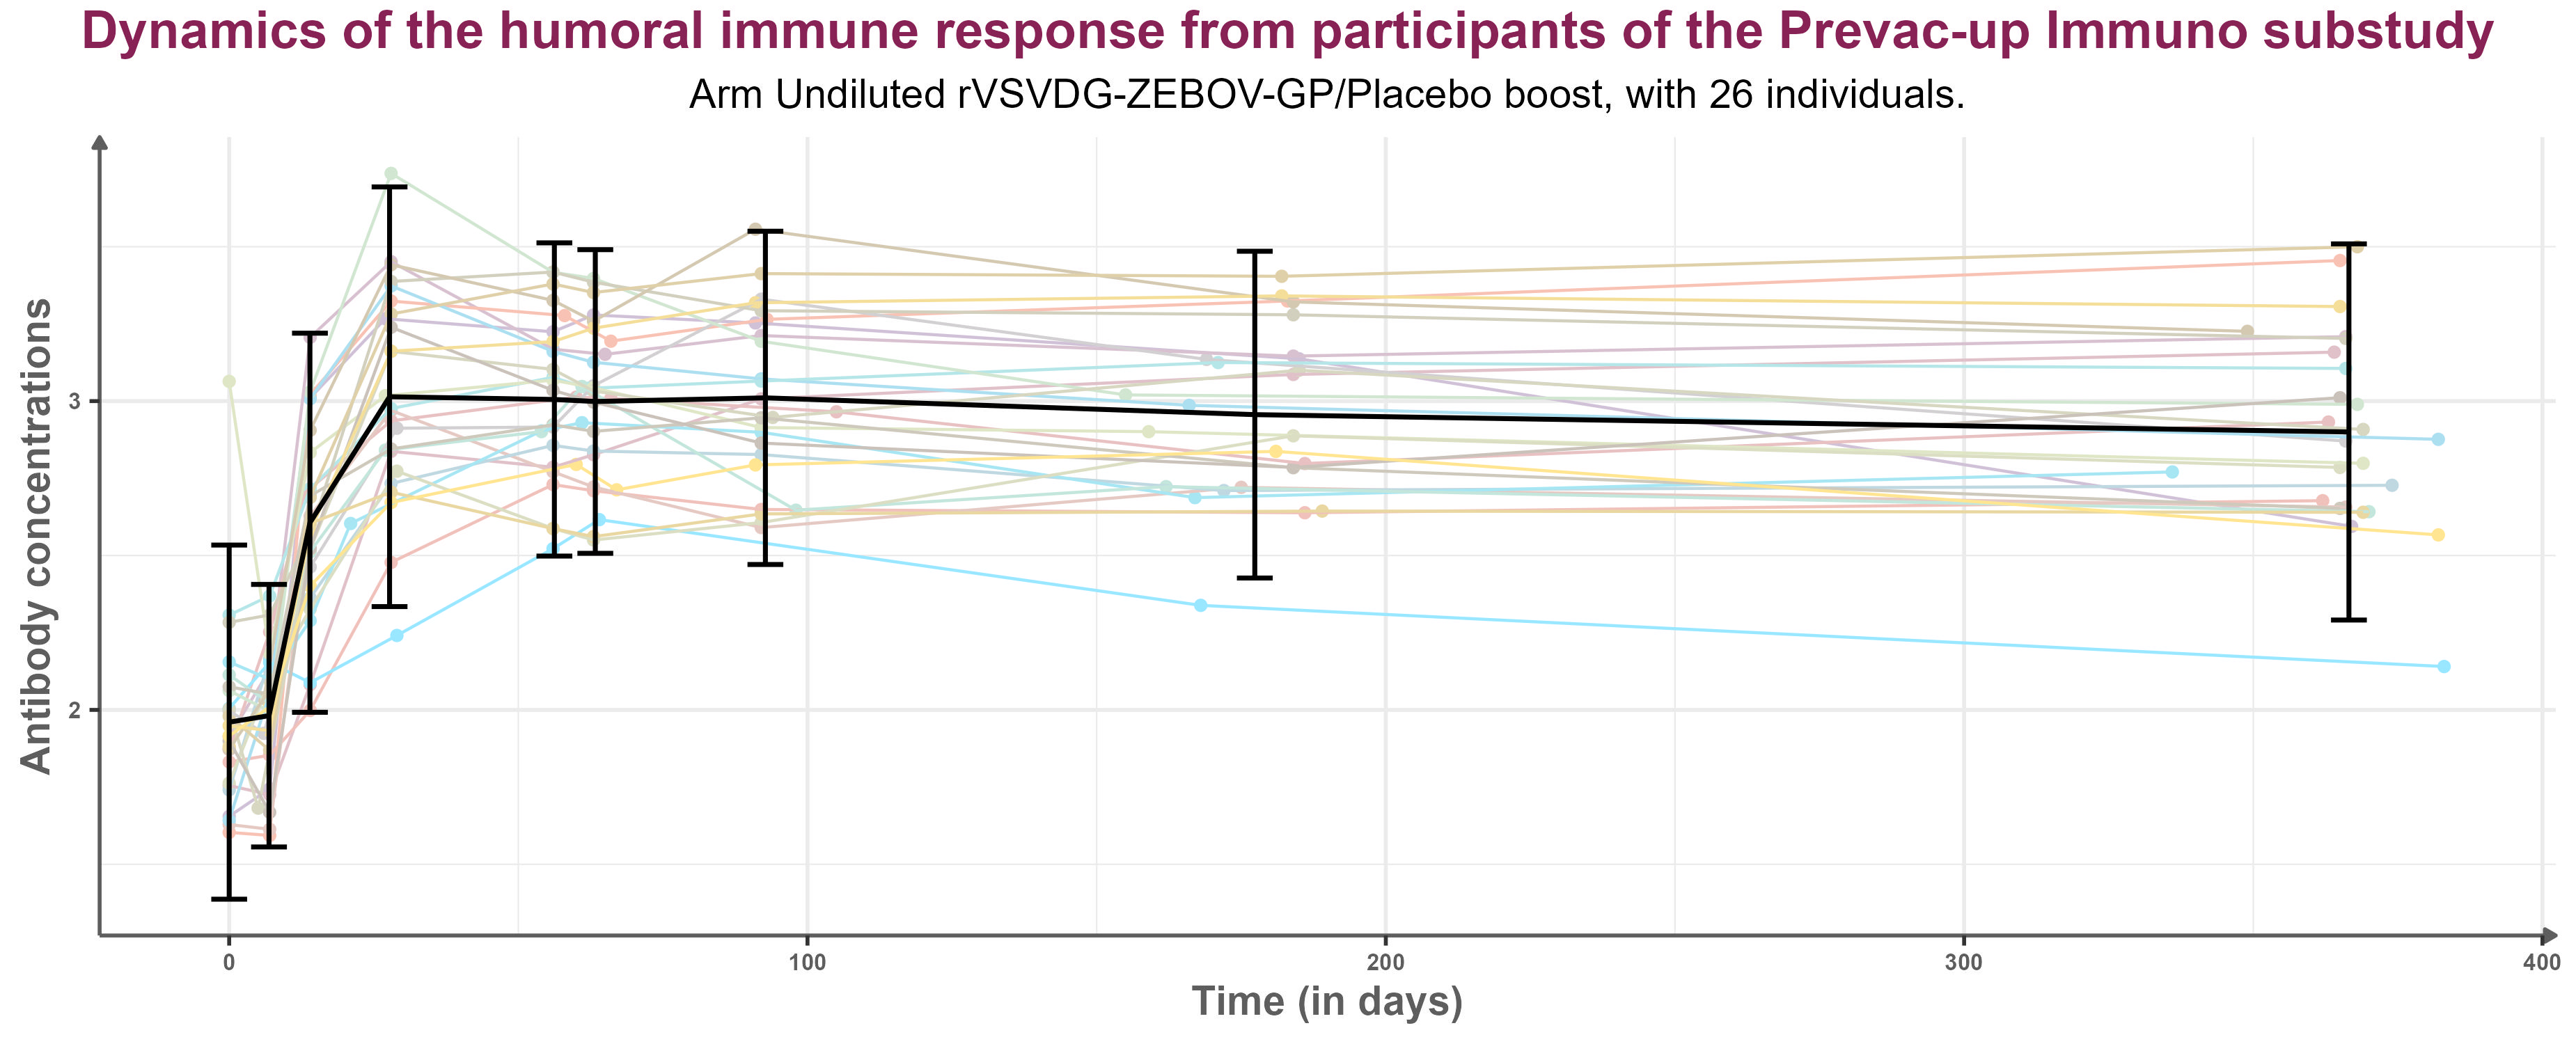 Dynamics of the humoral immune response from participants of the Prevac-up Immuno substudy
Arm Undiluted rVSVDG-ZEBOV-GP/Placebo boost, with 26 individuals.
Antibody concentrations
3
2
0 100 200 300 400
Time (in days)